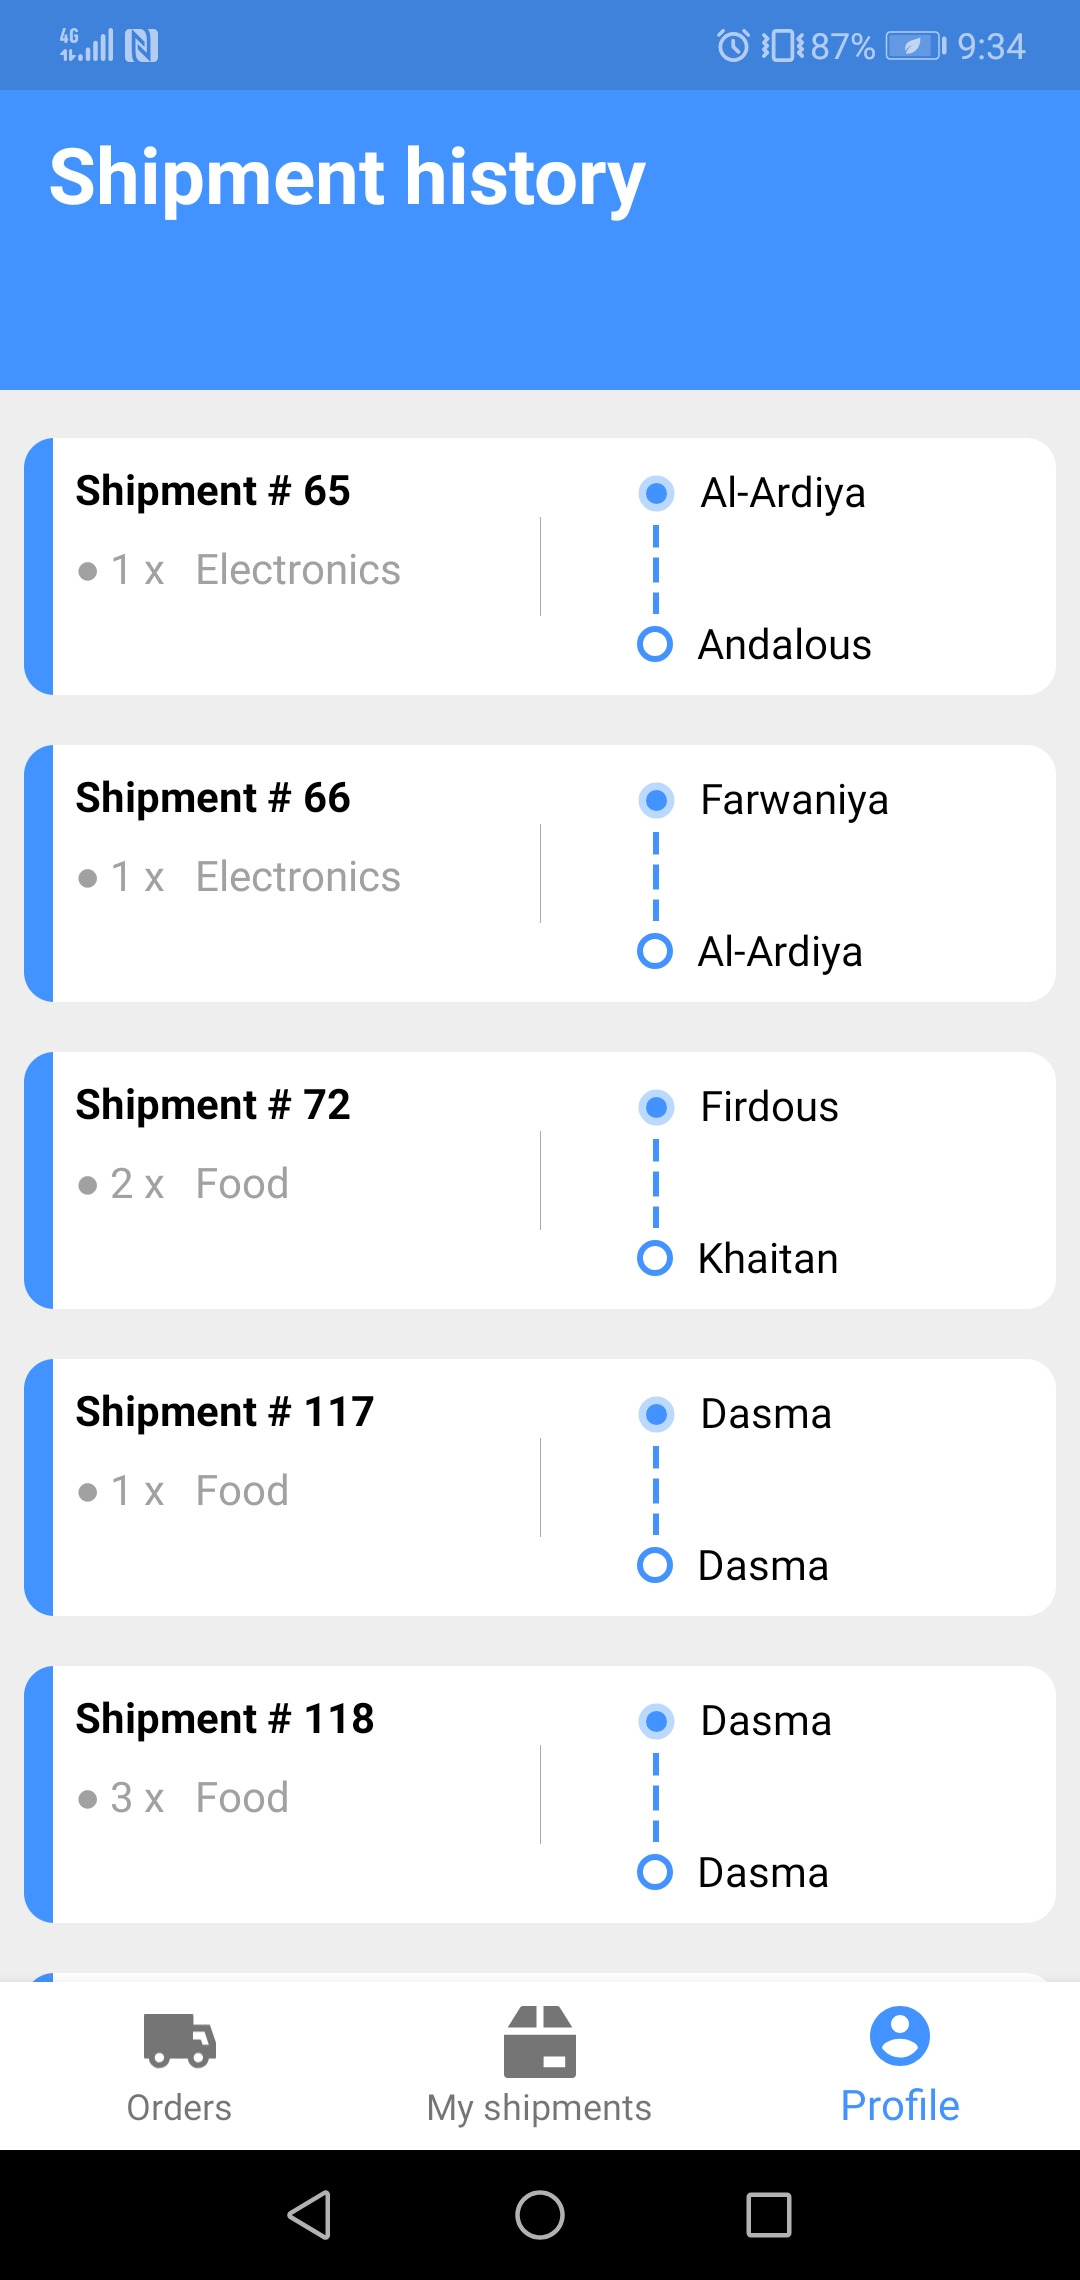 4G 87% 9:34
Shipment history
Shipment # 65
Al-Ardiya
● 1 x Electronics
Andalous
Shipment # 66
Farwaniya
● 1 x Electronics
Al-Ardiya
Shipment # 72
Firdous
● 2 x Food
Khaitan
Shipment # 117
Dasma
● 1 x Food
Dasma
Shipment # 118
Dasma
● 3 x Food
Dasma
Orders
My shipments
Profile